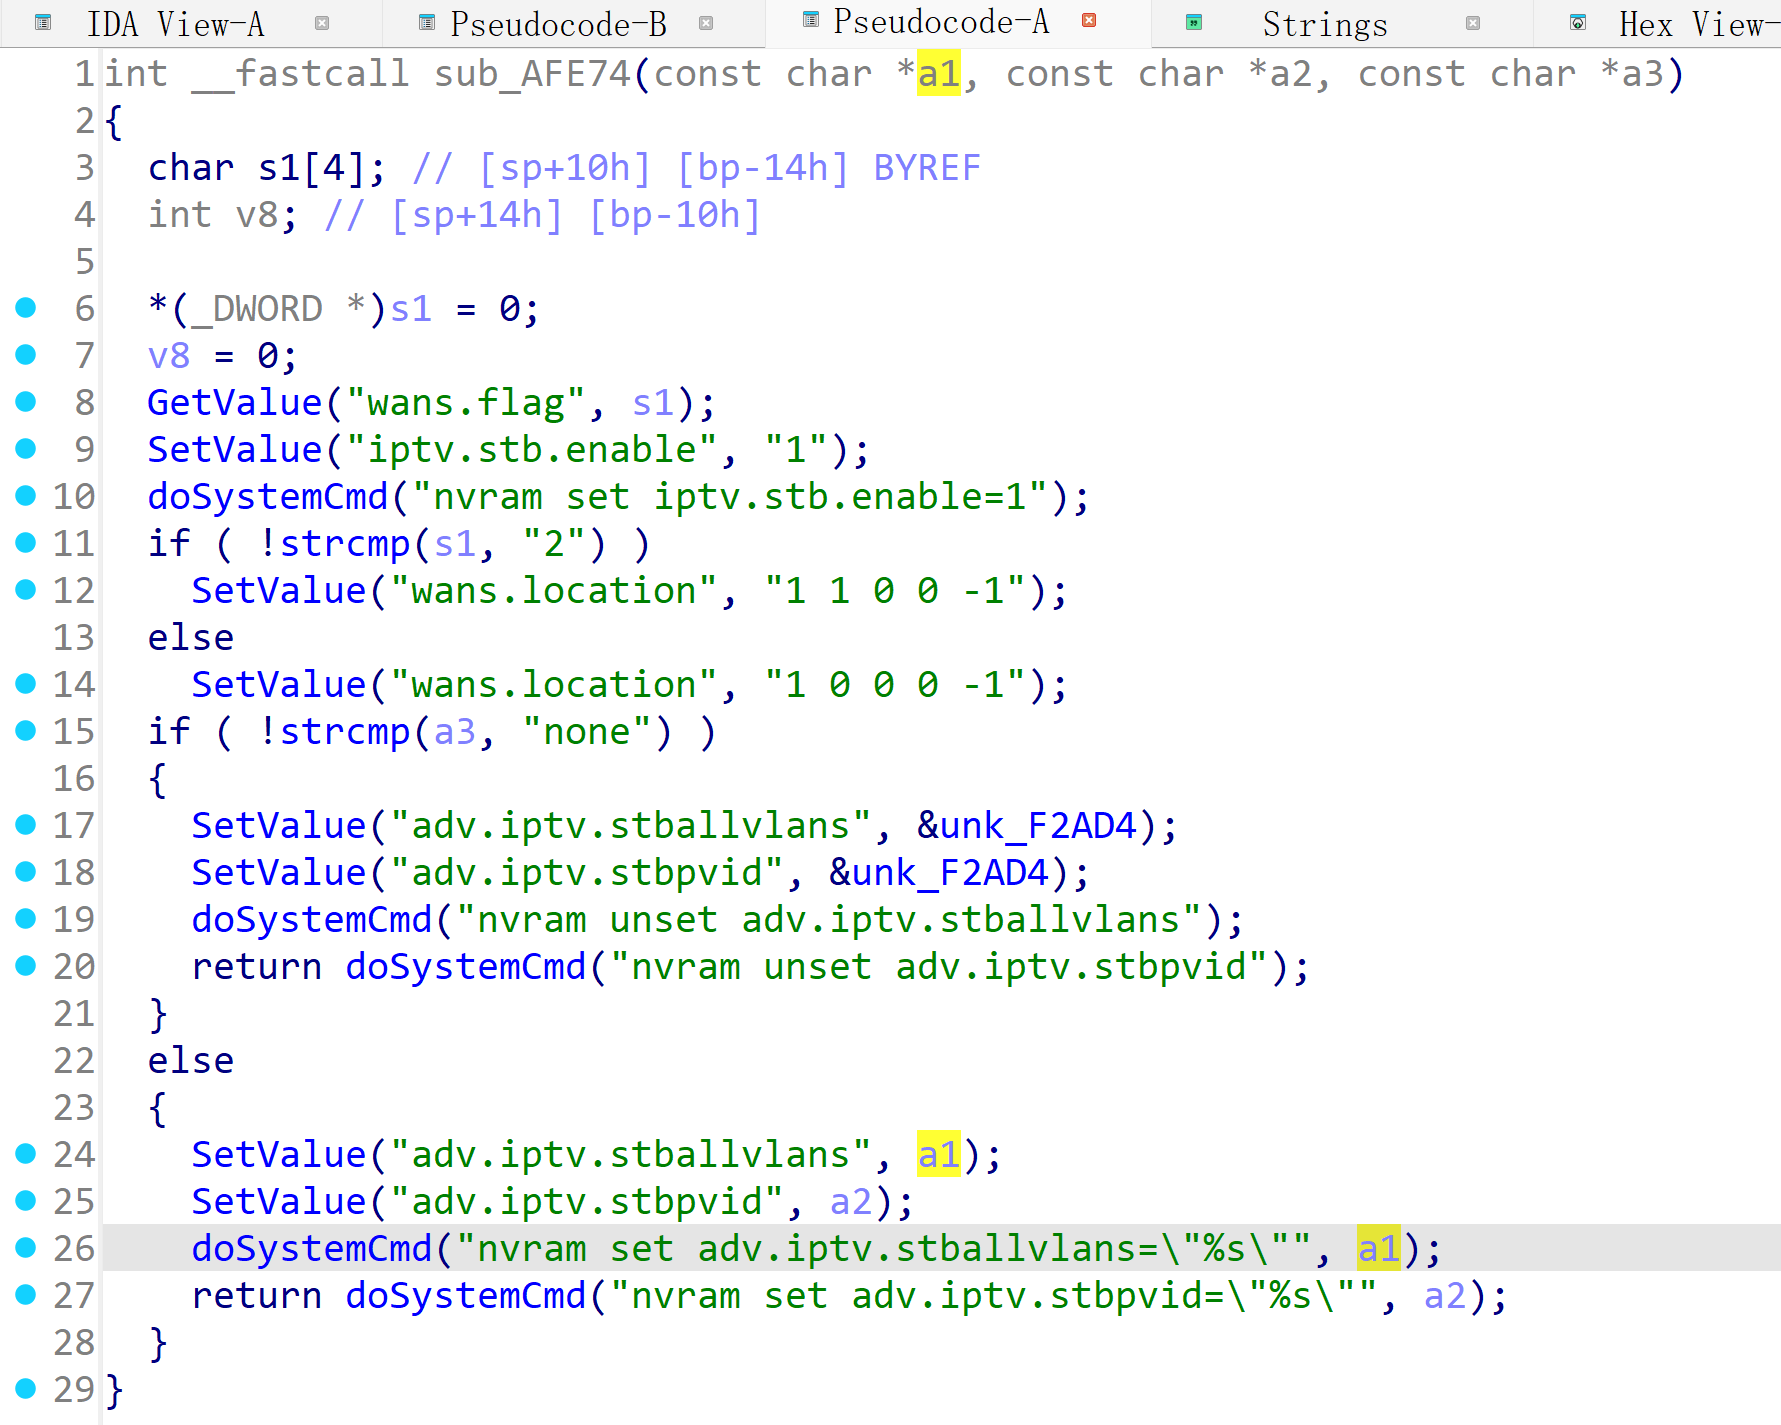 IDA View-A Pseudocode-B Pseudocode-A Strings Hex View-
1 int __fastcall sub_AFE74(const char *a1, const char *a2, const char *a3)
2 {
3   char s1[4]; // [sp+10h] [bp-14h] BYREF
4   int v8; // [sp+14h] [bp-10h]
5
6   *(_DWORD *)s1 = 0;
7   v8 = 0;
8   GetValue("wans.flag", s1);
9   SetValue("iptv.stb.enable", "1");
10   doSystemCmd("nvram set iptv.stb.enable=1");
11   if ( !strcmp(s1, "2") )
12     SetValue("wans.location", "1 1 0 0 -1");
13   else
14     SetValue("wans.location", "1 0 0 0 -1");
15   if ( !strcmp(a3, "none") )
16   {
17     SetValue("adv.iptv.stballvlans", &unk_F2AD4);
18     SetValue("adv.iptv.stbpvid", &unk_F2AD4);
19     doSystemCmd("nvram unset adv.iptv.stballvlans");
20     return doSystemCmd("nvram unset adv.iptv.stbpvid");
21   }
22   else
23   {
24     SetValue("adv.iptv.stballvlans", a1);
25     SetValue("adv.iptv.stbpvid", a2);
26     doSystemCmd("nvram set adv.iptv.stballvlans=\"%s\"", a1);
27     return doSystemCmd("nvram set adv.iptv.stbpvid=\"%s\"", a2);
28   }
29 }